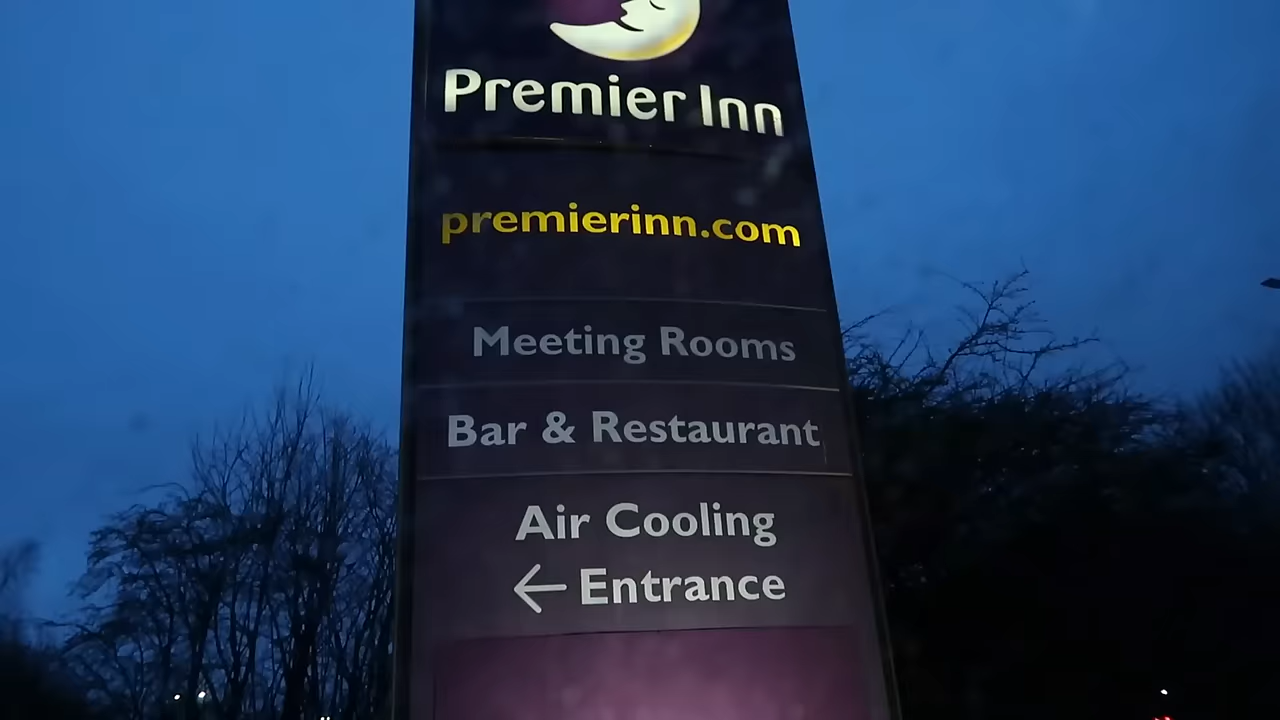 Premier Inn
premierinn.com
Meeting Rooms
Bar & Restaurant
Air Cooling
← Entrance